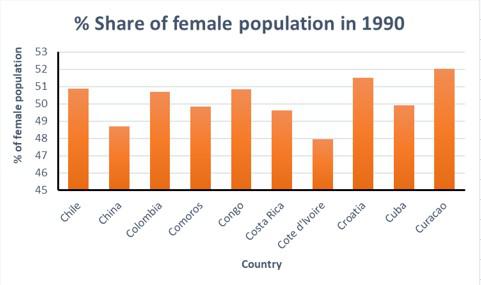 % Share of female population in 1990
% of female population
53
52
51
50
49
48
47
46
45
Chile
China
Colombia
Comoros
Congo
Costa Rica
Cote d'Ivoire
Croatia
Cuba
Curacao
Country